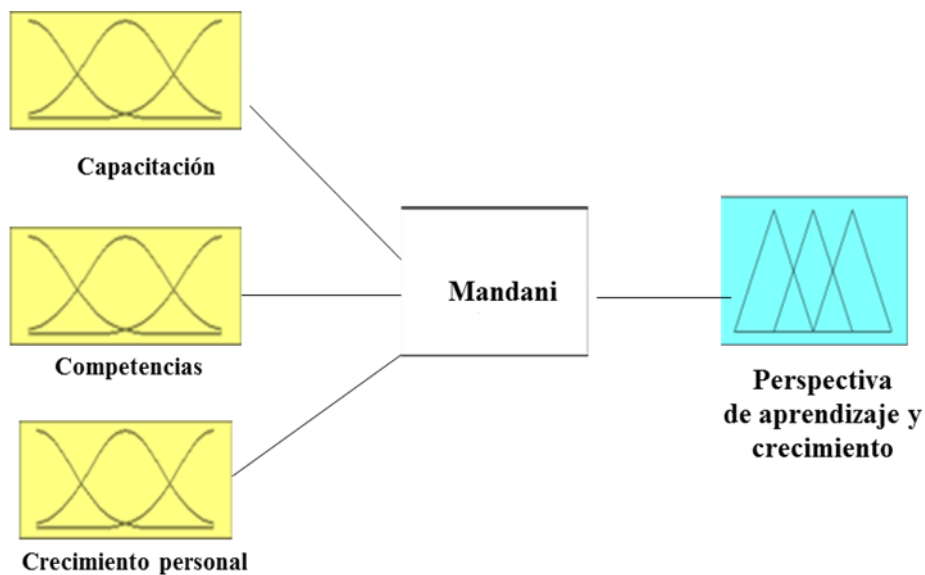 Capacitación
Competencias
Crecimiento personal
Mandani
Perspectiva
de aprendizaje y
crecimiento